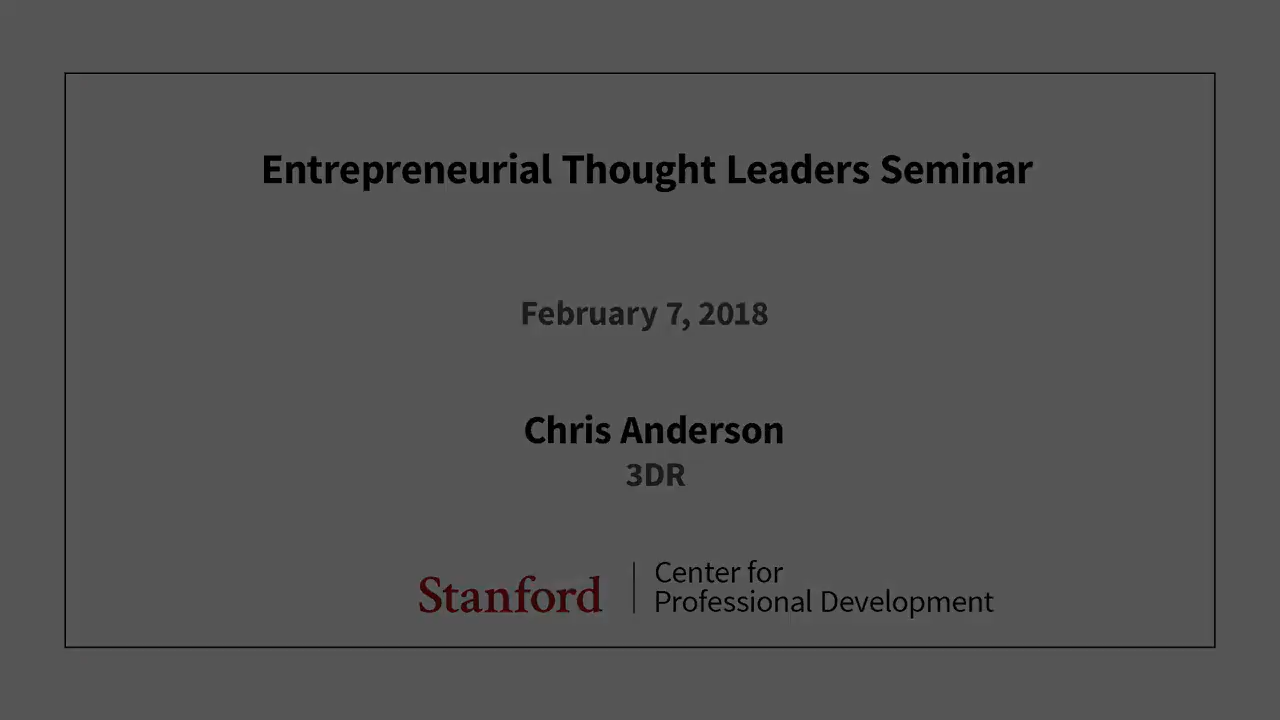 Entrepreneurial Thought Leaders Seminar
February 7, 2018
Chris Anderson
3DR
Stanford
Center for
Professional Development